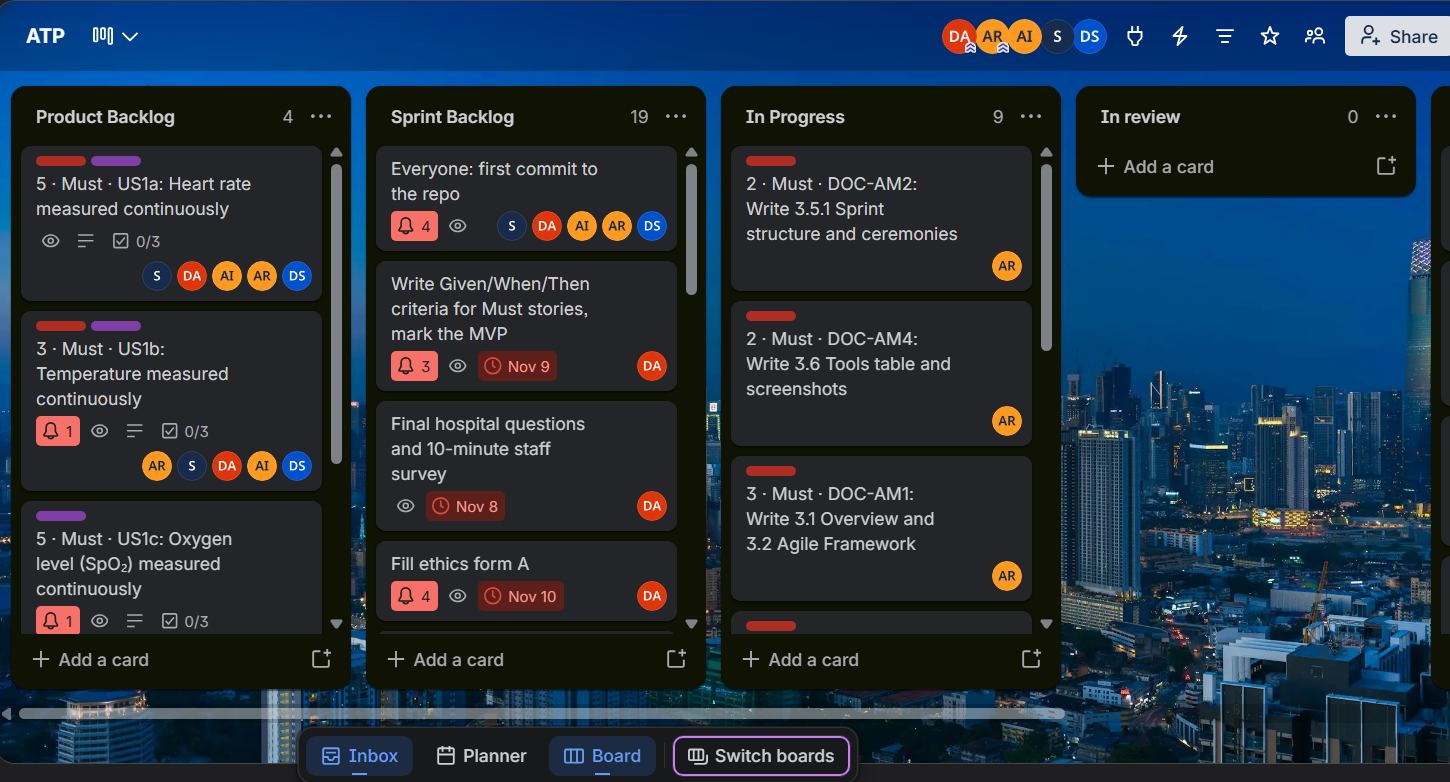 ATP
DA
AR
AI
S
DS
Share
Product Backlog
4
5 · Must · US1a: Heart rate
measured continuously
0/3
S
DA
AI
AR
DS
3 · Must · US1b:
Temperature measured
continuously
1
0/3
AR
S
DA
AI
DS
5 · Must · US1c: Oxygen
level (SpO₂) measured
continuously
1
0/3
Add a card
Sprint Backlog
19
Everyone: first commit to
the repo
4
S
DA
AI
AR
DS
Write Given/When/Then
criteria for Must stories,
mark the MVP
3
Nov 9
DA
Final hospital questions
and 10-minute staff
survey
Nov 8
DA
Fill ethics form A
4
Nov 10
DA
Add a card
In Progress
9
2 · Must · DOC-AM2:
Write 3.5.1 Sprint
structure and ceremonies
AR
2 · Must · DOC-AM4:
Write 3.6 Tools table and
screenshots
AR
3 · Must · DOC-AM1:
Write 3.1 Overview and
3.2 Agile Framework
AR
Add a card
In review
0
Add a card
Inbox
Planner
Board
Switch boards